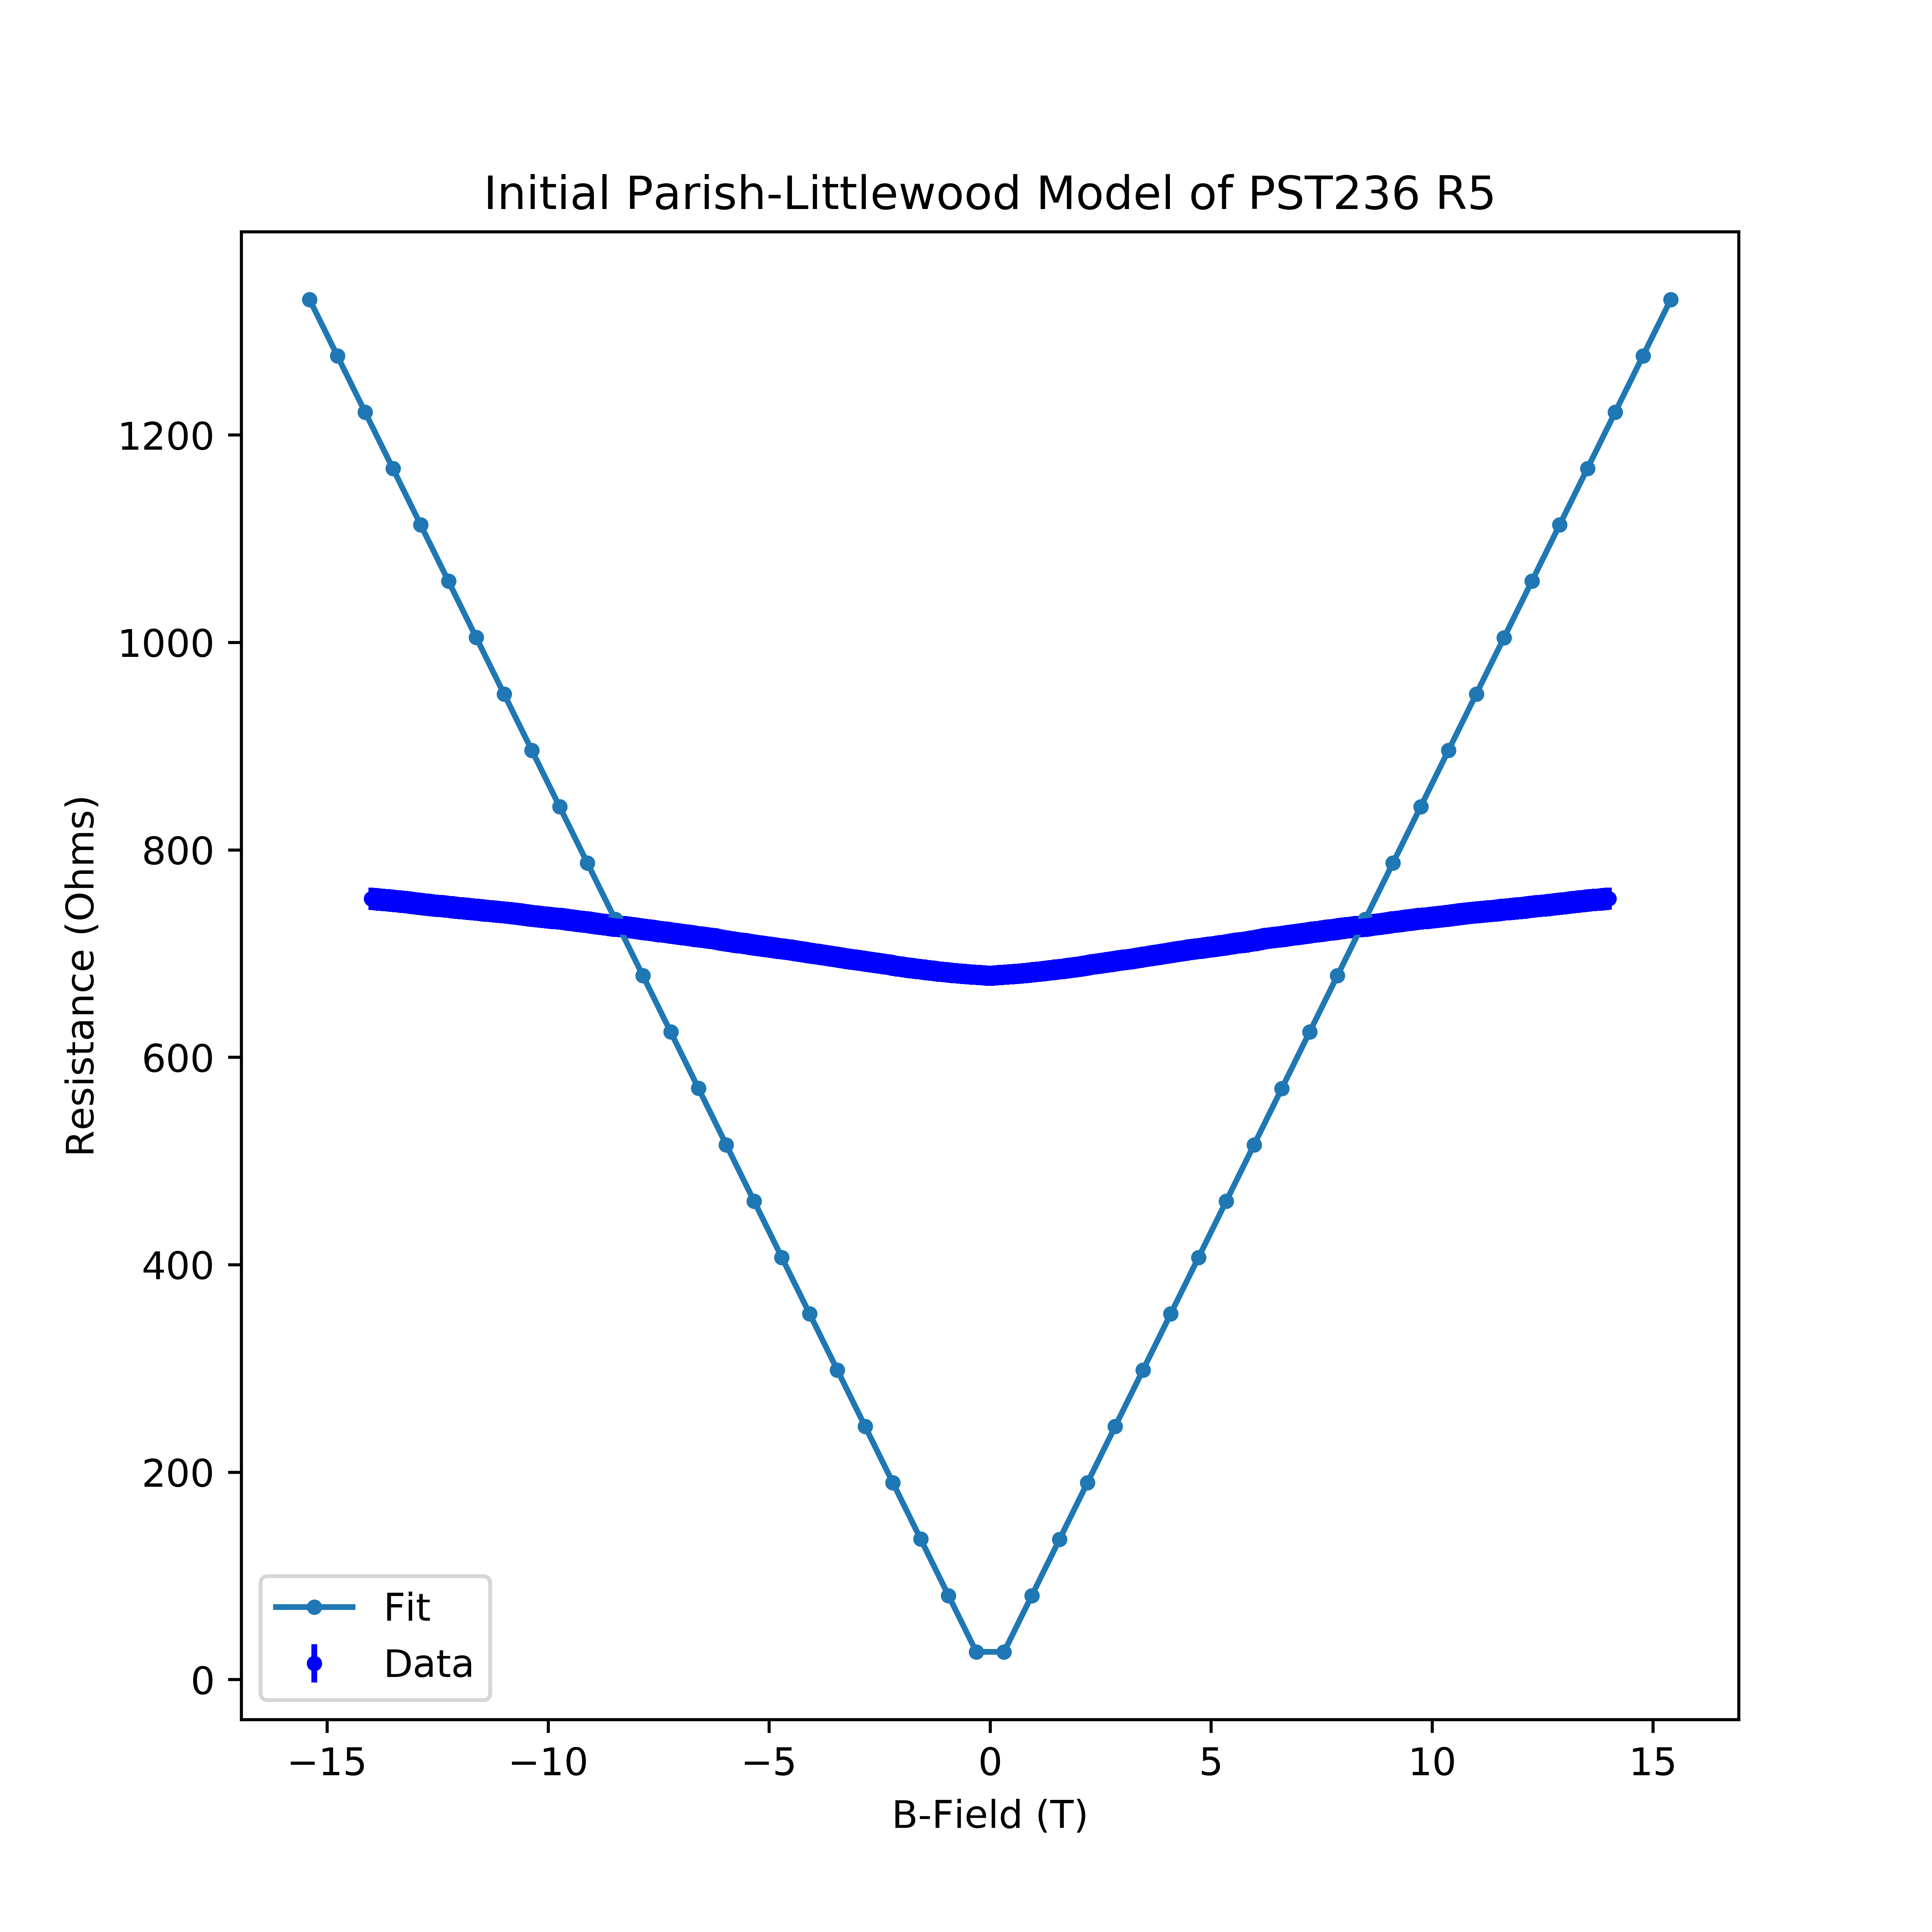 Initial Parish-Littlewood Model of PST236 R5
1200
1000
800
600
400
200
0
Resistance (Ohms)
Fit
Data
−15
−10
−5
0
5
10
15
B-Field (T)